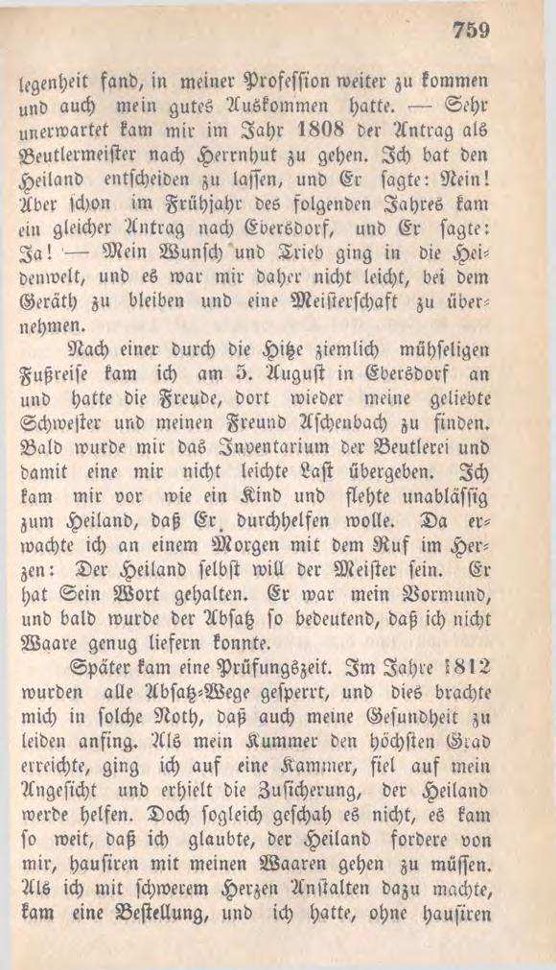 759
legenheit fand, in meiner Profession weiter zu kommen
und auch mein gutes Auskommen hatte. — Sehr
unerwartet kam mir im Jahr 1808 der Antrag als
Beutlermeister nach Herrnhut zu gehen. Ich bat den
Heiland entscheiden zu lassen, und Er sagte: Nein!
Aber schon im Frühjahr des folgenden Jahres kam
ein gleicher Antrag nach Ebersdorf, und Er sagte:
Ja! — Mein Wunsch und Trieb ging in die Hei-
denwelt, und es war mir daher nicht leicht, bei dem
Geräth zu bleiben und eine Meisterschaft zu über-
nehmen.
Nach einer durch die Hitze ziemlich mühseligen
Fußreise kam ich am 5. August in Ebersdorf an
und hatte die Freude, dort wieder meine geliebte
Schwester und meinen Freund Aschenbach zu finden.
Bald wurde mir das Inventarium der Beutlerei und
damit eine mir nicht leichte Last übergeben. Ich
kam mir vor wie ein Kind und flehte unablässig
zum Heiland, daß Er durchhelfen wolle. Da er-
wachte ich an einem Morgen mit dem Ruf im Her-
zen: Der Heiland selbst will der Meister sein. Er
hat Sein Wort gehalten. Er war mein Vormund,
und bald wurde der Absatz so bedeutend, daß ich nicht
Waare genug liefern konnte.
Später kam eine Prüfungszeit. Im Jahre 1812
wurden alle Absatz-Wege gesperrt, und dies brachte
mich in solche Noth, daß auch meine Gesundheit zu
leiden anfing. Als mein Kummer den höchsten Grad
erreichte, ging ich auf eine Kammer, fiel auf mein
Angesicht und erhielt die Zusicherung, der Heiland
werde helfen. Doch sogleich geschah es nicht, es kam
so weit, daß ich glaubte, der Heiland fordere von
mir, hausiren mit meinen Waaren gehen zu müssen.
Als ich mit schwerem Herzen Anstalten dazu machte,
kam eine Bestellung, und ich hatte, ohne hausiren